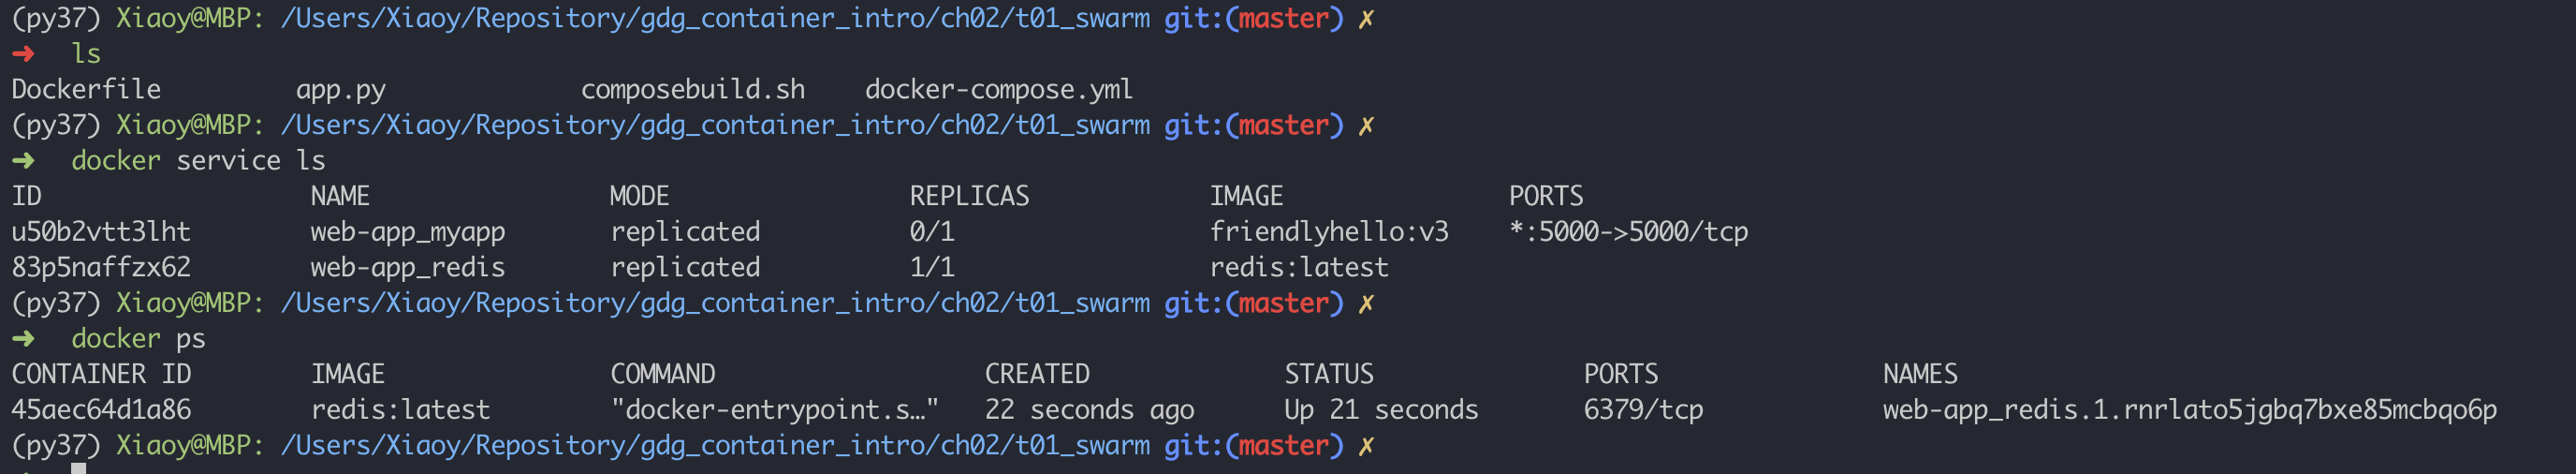 (py37) Xiaoy@MBP: /Users/Xiaoy/Repository/gdg_container_intro/ch02/t01_swarm git:(master) ✗
➜ ls
Dockerfile app.py composebuild.sh docker-compose.yml
(py37) Xiaoy@MBP: /Users/Xiaoy/Repository/gdg_container_intro/ch02/t01_swarm git:(master) ✗
➜ docker service ls
ID NAME MODE REPLICAS IMAGE PORTS
u50b2vtt3lht web-app_myapp replicated 0/1 friendlyhello:v3 *:5000->5000/tcp
83p5naffzx62 web-app_redis replicated 1/1 redis:latest
(py37) Xiaoy@MBP: /Users/Xiaoy/Repository/gdg_container_intro/ch02/t01_swarm git:(master) ✗
➜ docker ps
CONTAINER ID IMAGE COMMAND CREATED STATUS PORTS NAMES
45aec64d1a86 redis:latest "docker-entrypoint.s…" 22 seconds ago Up 21 seconds 6379/tcp web-app_redis.1.rnrlato5jgbq7bxe85mcbqo6p
(py37) Xiaoy@MBP: /Users/Xiaoy/Repository/gdg_container_intro/ch02/t01_swarm git:(master) ✗